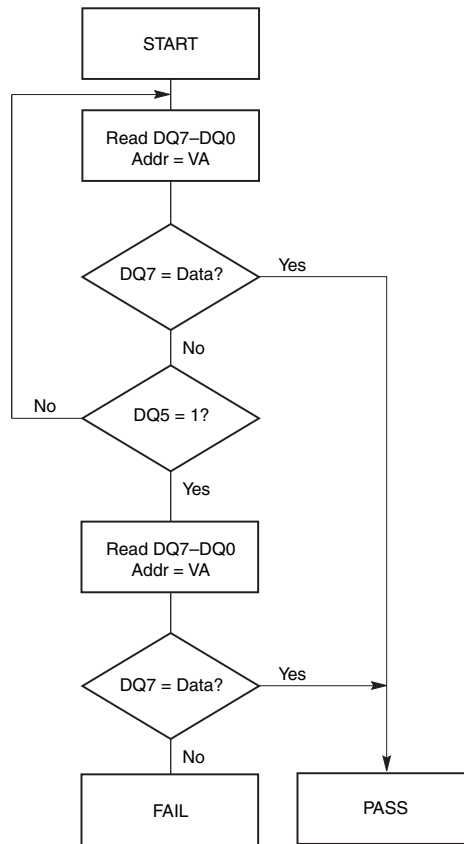 START
Read DQ7–DQ0
Addr = VA
DQ7 = Data?
Yes
No
No
DQ5 = 1?
Yes
Read DQ7–DQ0
Addr = VA
DQ7 = Data?
Yes
No
FAIL
PASS